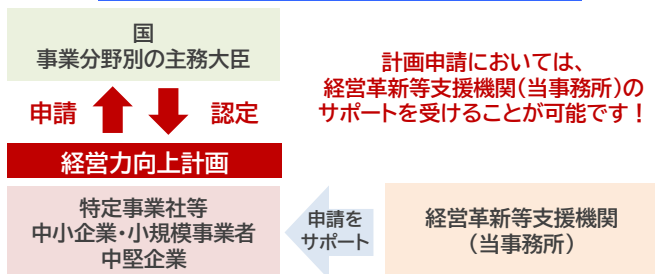 国
事業分野別の主務大臣
計画申請においては、
経営革新等支援機関（当事務所）の
サポートを受けることが可能です！
申請
認定
経営力向上計画
特定事業社等
中小企業・小規模事業者
中堅企業
申請を
サポート
経営革新等支援機関
（当事務所）